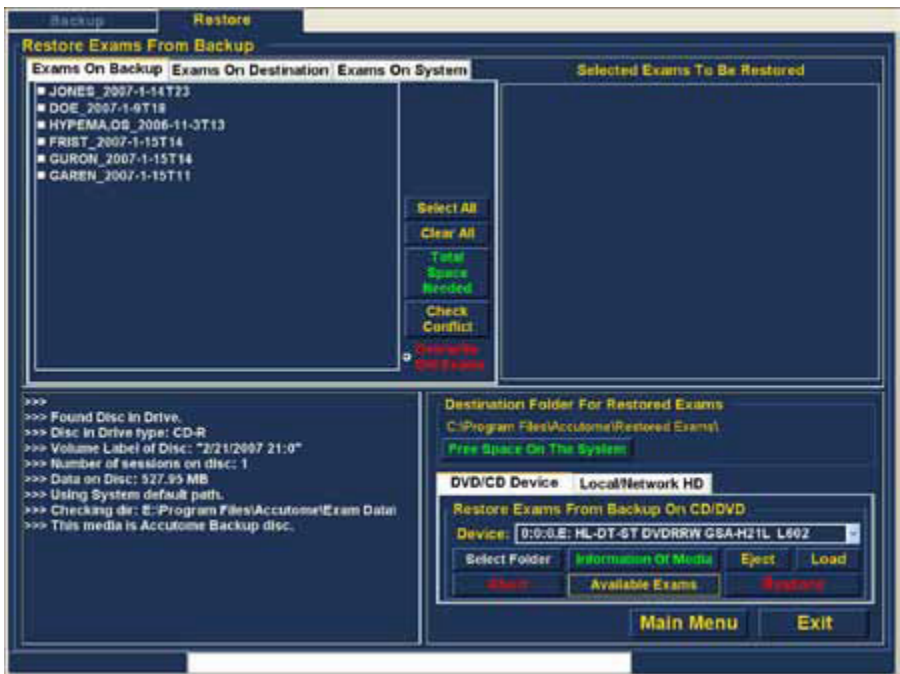 Backup
Restore
Restore Exams From Backup
Exams On Backup
Exams On Destination
Exams On System
JONES_2007-1-14T23
DOE_2007-1-9T18
HYPEMA,OS_2006-11-3T13
FRIST_2007-1-15T14
GURON_2007-1-15T14
GAREN_2007-1-15T11
Select All
Clear All
Total
Space
Needed
Check
Conflict
Overwrite
Old Exams
Selected Exams To Be Restored
>>>
>>> Found Disc in Drive.
>>> Disc in Drive type: CD-R
>>> Volume Label of Disc: "2/21/2007 21:0"
>>> Number of sessions on disc: 1
>>> Data on Disc: 527.95 MB
>>> Using System default path.
>>> Checking dir: E:\Program Files\Accutome\Exam Data\
>>> This media is Accutome Backup disc.
Destination Folder For Restored Exams
C:\Program Files\Accutome\Restored Exams\
Free Space On The System
DVD/CD Device
Local/Network HD
Restore Exams From Backup On CD/DVD
Device: 0:0:0,E: HL-DT-ST DVDRRW GSA-H21L L602
Select Folder
Information Of Media
Eject
Load
Abort
Available Exams
Restore
Main Menu
Exit